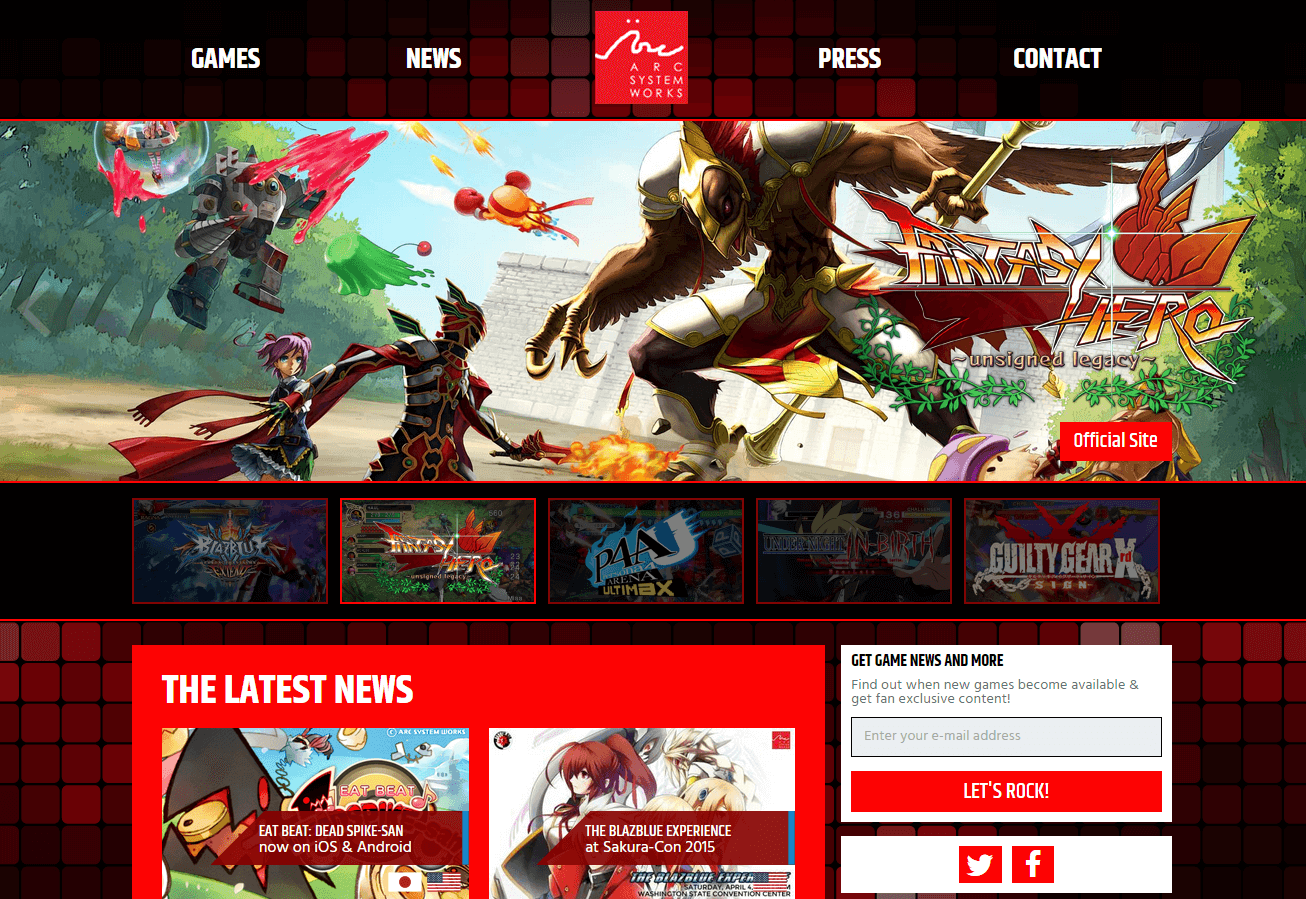 GAMES
NEWS
Arc
ARC
SYSTEM
WORKS
PRESS
CONTACT
FANTASY
HERO
~unsigned legacy~
Official Site
BLAZBLUE
EXTEND
FANTASY
HERO
~unsigned legacy~
P4AU
PERSONA4
ARENA
ULTIMAX
UNDER NIGHT IN-BIRTH
GUILTY GEAR Xrd
-SIGN-
THE LATEST NEWS
© ARC SYSTEM WORKS
EAT BEAT
EAT BEAT: DEAD SPIKE-SAN
now on iOS & Android
THE BLAZBLUE EXPERIENCE
at Sakura-Con 2015
SATURDAY, APRIL 4,
WASHINGTON STATE CONVENTION CENTER
GET GAME NEWS AND MORE
Find out when new games become available &
get fan exclusive content!
Enter your e-mail address
LET'S ROCK!